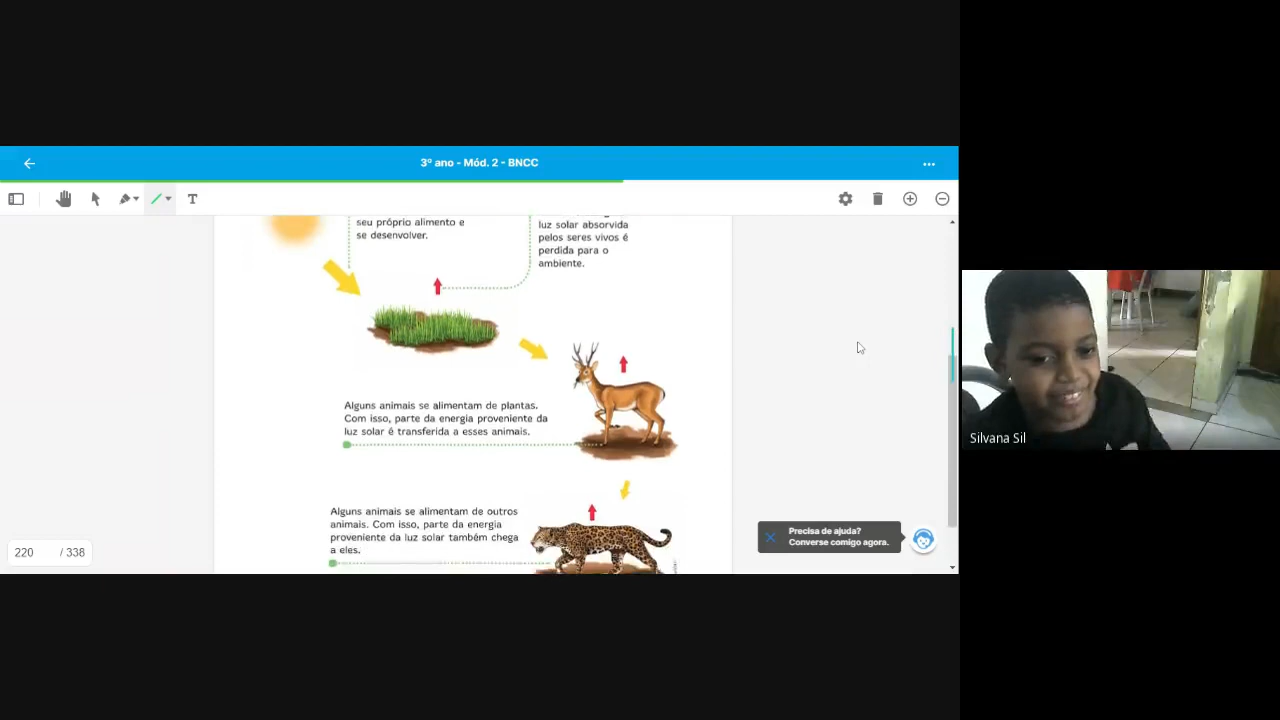 3º ano - Mód. 2 - BNCC
T
seu próprio alimento e
se desenvolver.
luz solar absorvida
pelos seres vivos é
perdida para o
ambiente.
Alguns animais se alimentam de plantas.
Com isso, parte da energia proveniente da
luz solar é transferida a esses animais.
Alguns animais se alimentam de outros
animais. Com isso, parte da energia
proveniente da luz solar também chega
a eles.
Precisa de ajuda?
Converse comigo agora.
220 / 338
Silvana Sil